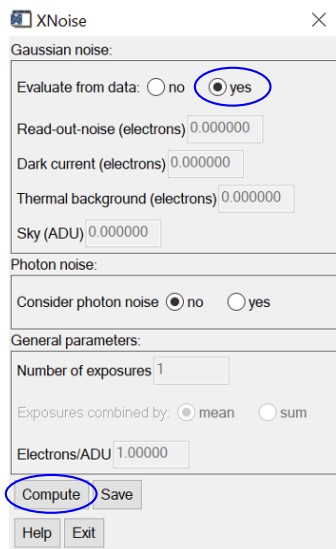 XNoise
Gaussian noise:
Evaluate from data: no yes
Read-out-noise (electrons) 0.000000
Dark current (electrons) 0.000000
Thermal background (electrons) 0.000000
Sky (ADU) 0.000000
Photon noise:
Consider photon noise no yes
General parameters:
Number of exposures 1
Exposures combined by: mean sum
Electrons/ADU 1.00000
Compute Save
Help Exit